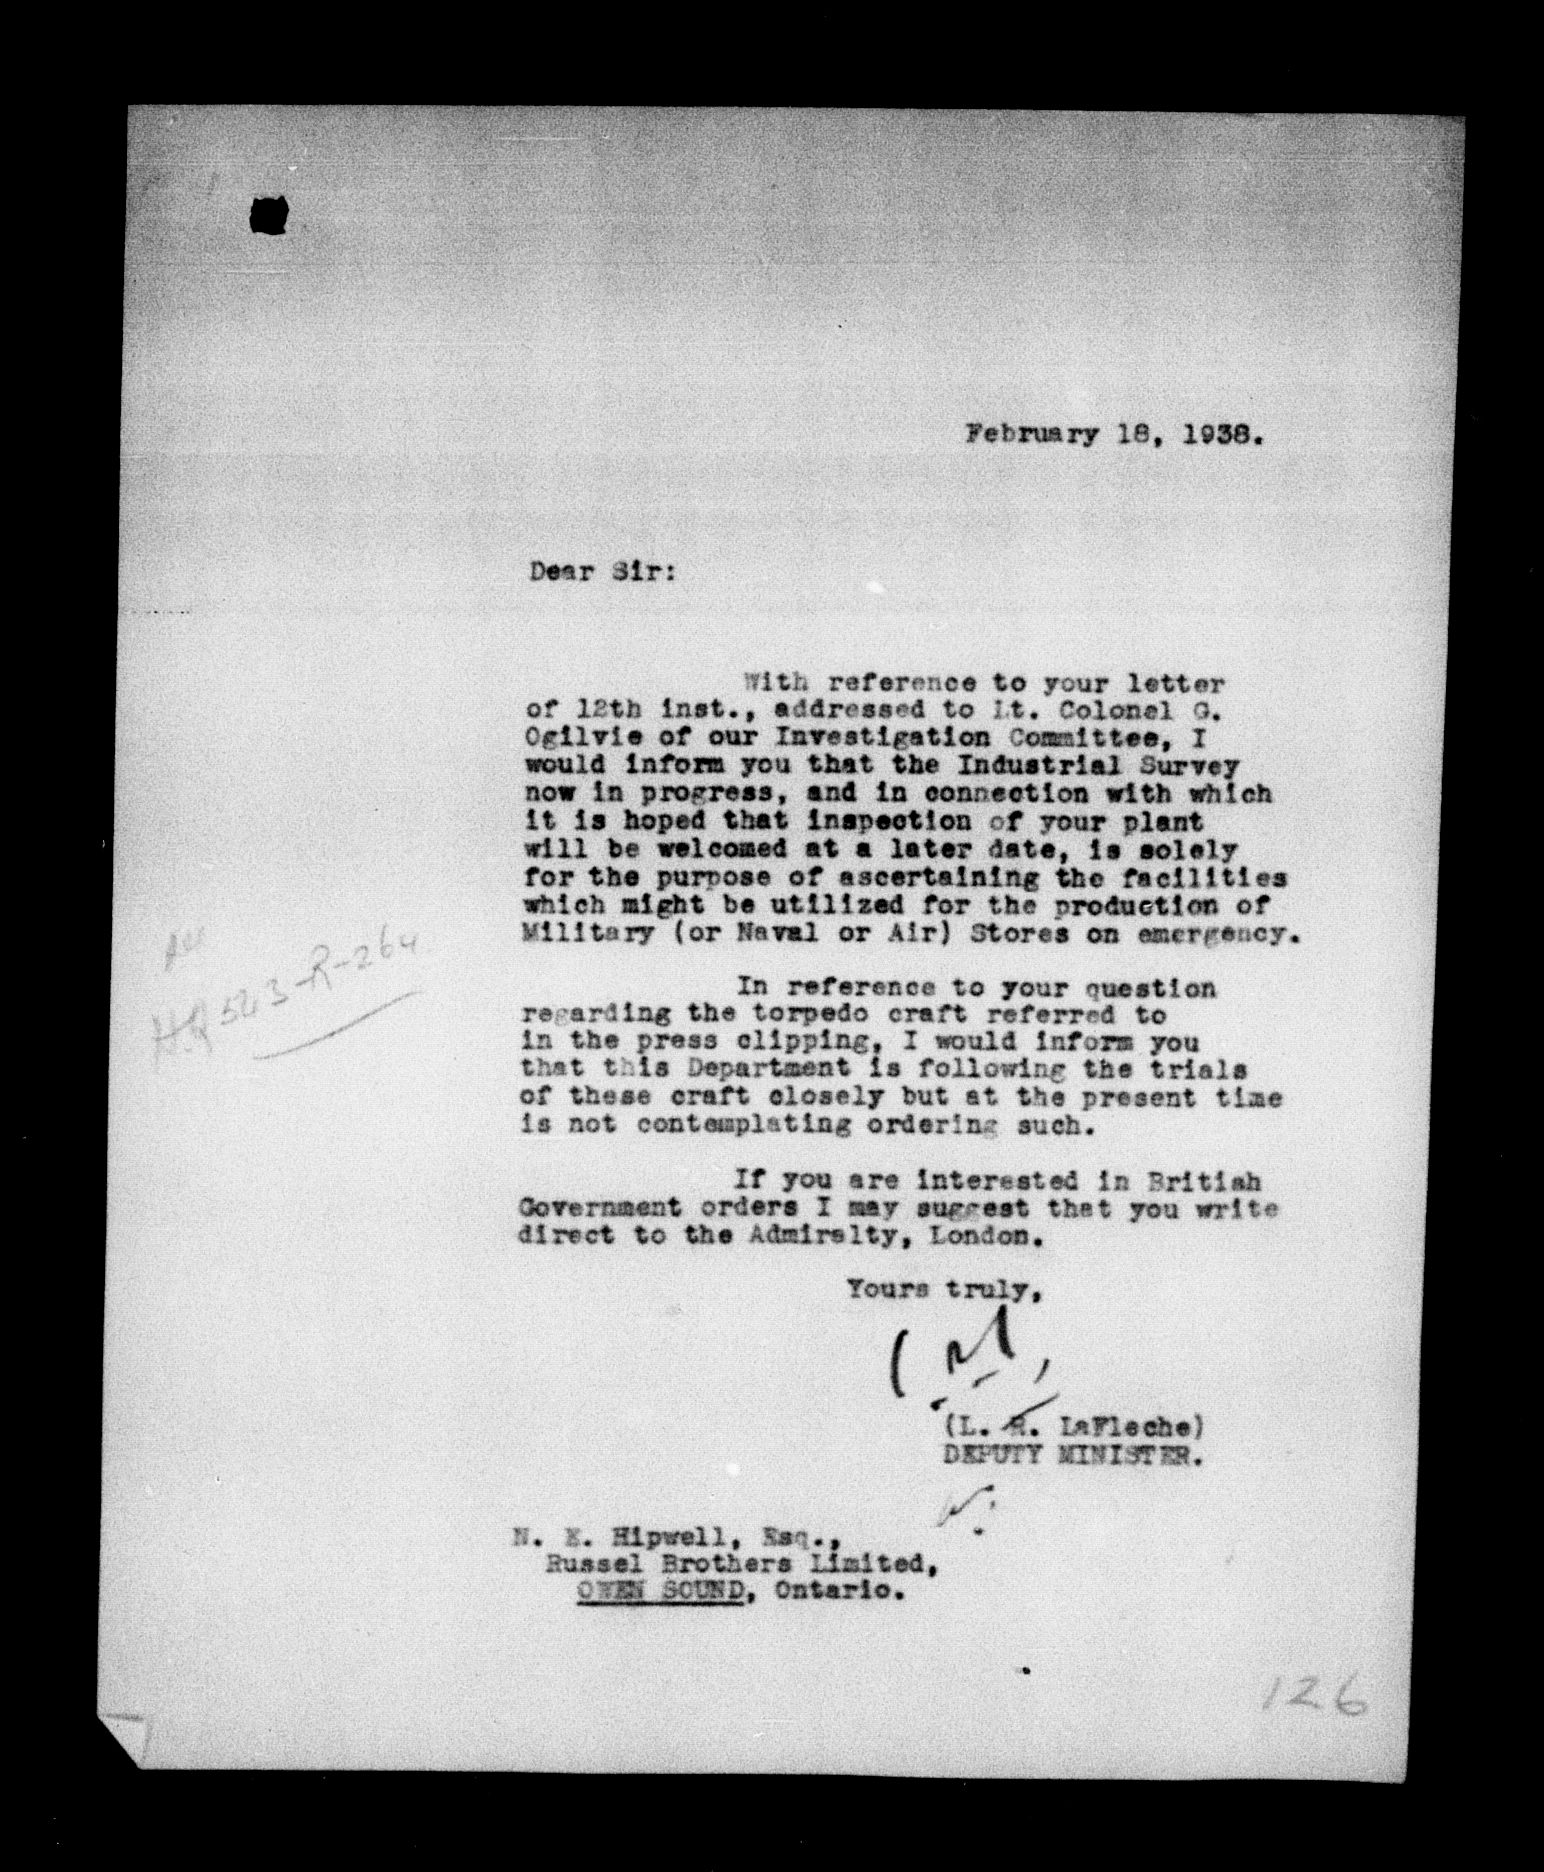 February 18, 1938.
Dear Sir:
With reference to your letter
of 12th inst., addressed to Lt. Colonel G.
Ogilvie of our Investigation Committee, I
would inform you that the Industrial Survey
now in progress, and in connection with which
it is hoped that inspection of your plant
will be welcomed at a later date, is solely
for the purpose of ascertaining the facilities
which might be utilized for the production of
Military (or Naval or Air) Stores on emergency.
HQ 543-R-264
In reference to your question
regarding the torpedo craft referred to
in the press clipping, I would inform you
that this Department is following the trials
of these craft closely but at the present time
is not contemplating ordering such.
If you are interested in British
Government orders I may suggest that you write
direct to the Admiralty, London.
Yours truly,
(L. R. LaFleche)
DEPUTY MINISTER.
N. E. Hipwell, Esq.,
Russel Brothers Limited,
OWEN SOUND, Ontario.
126